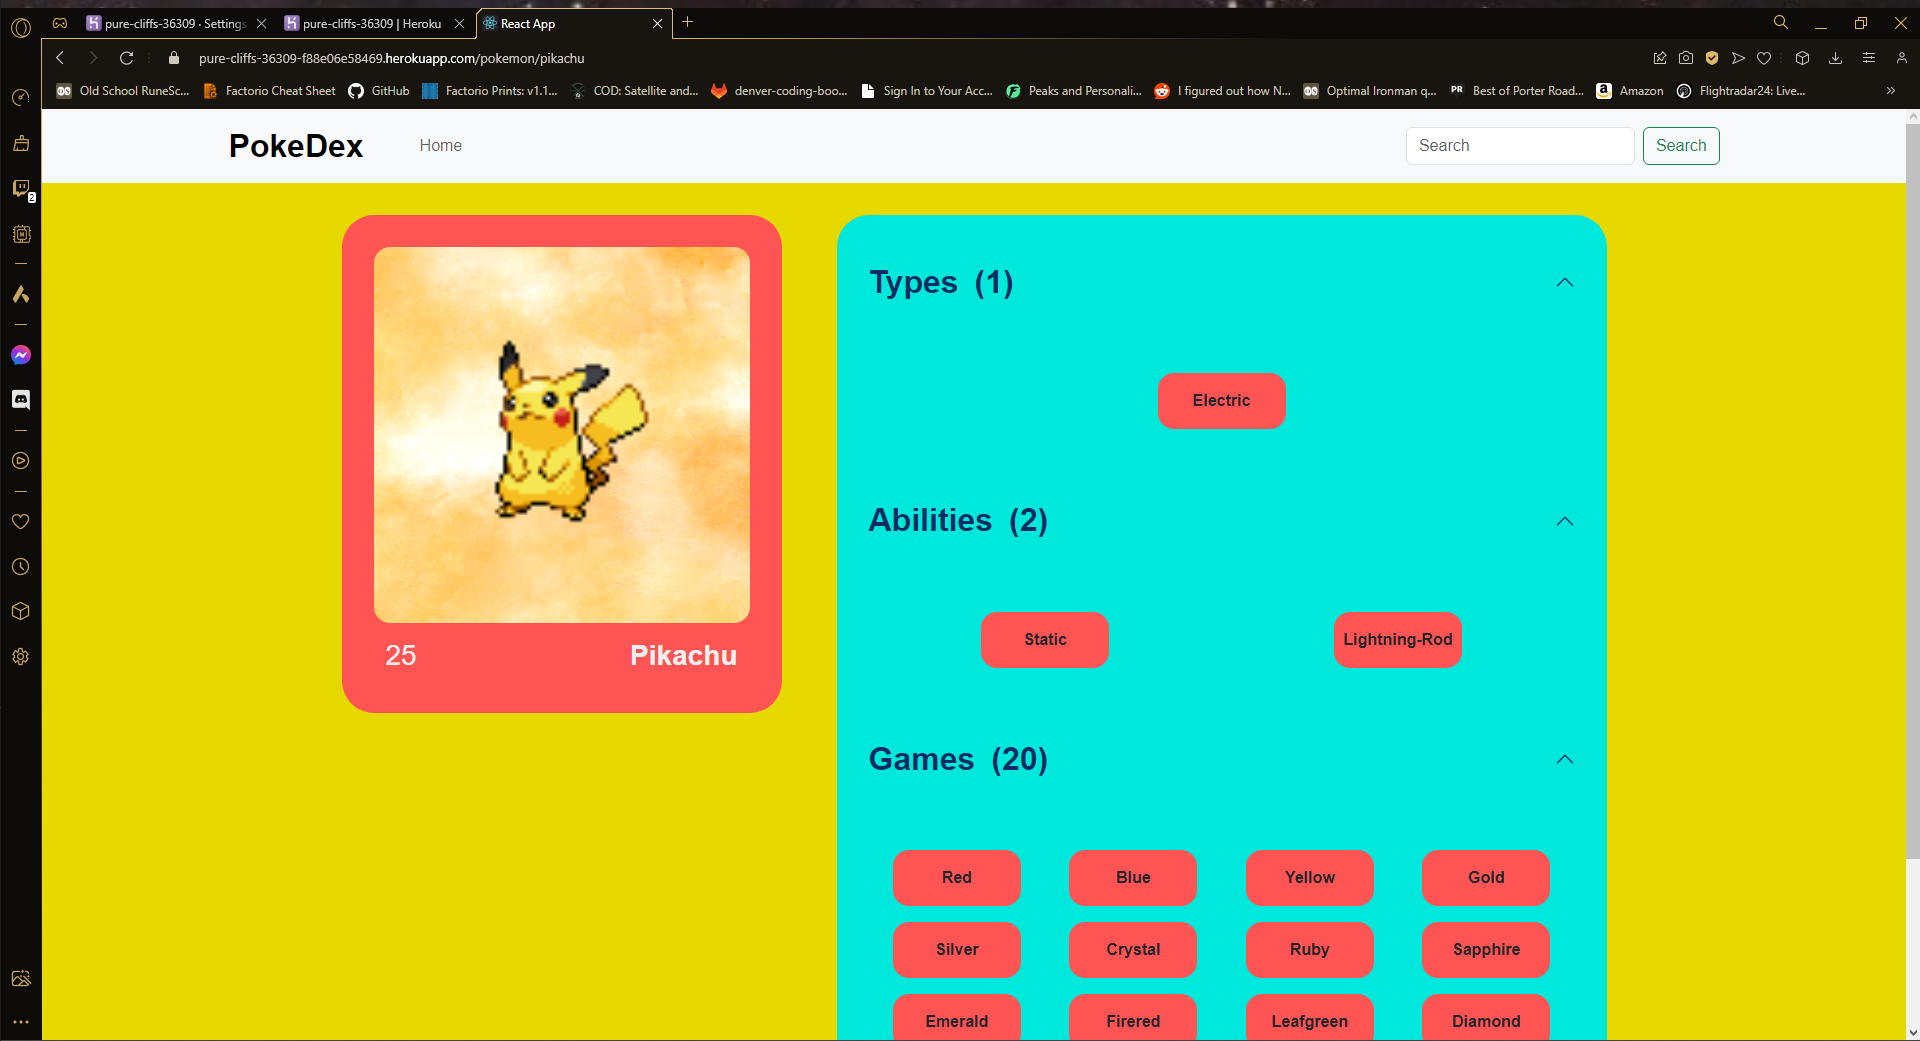 pure-cliffs-36309 · Settings
pure-cliffs-36309 | Heroku
React App
pure-cliffs-36309-f88e06e58469.herokuapp.com/pokemon/pikachu
Old School RuneSc...
Factorio Cheat Sheet
GitHub
Factorio Prints: v1.1...
COD: Satellite and...
denver-coding-boo...
Sign In to Your Acc...
Peaks and Personali...
I figured out how N...
Optimal Ironman q...
PR
Best of Porter Road...
Amazon
Flightradar24: Live...
2
PokeDex
Home
Search
Search
25
Pikachu
Types (1)
Electric
Abilities (2)
Static
Lightning-Rod
Games (20)
Red
Blue
Yellow
Gold
Silver
Crystal
Ruby
Sapphire
Emerald
Firered
Leafgreen
Diamond